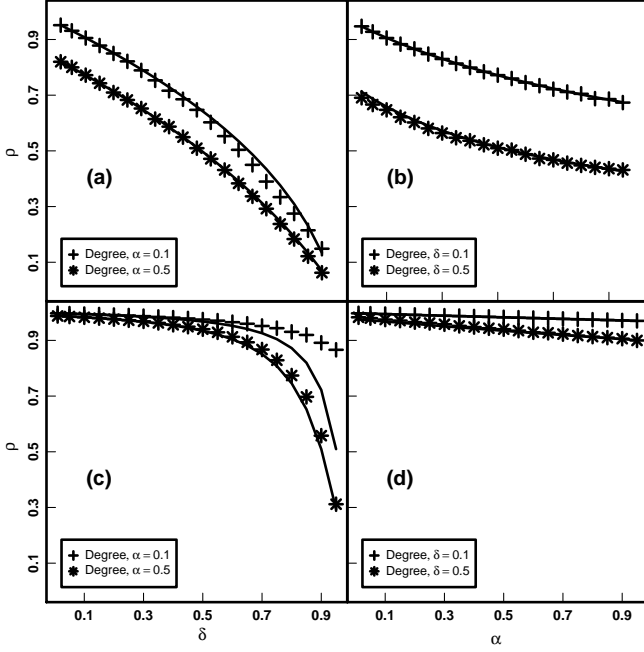 0.9
0.7
0.5
0.3
0.1
ρ
(a)
Degree, α = 0.1
Degree, α = 0.5
(b)
Degree, δ = 0.1
Degree, δ = 0.5
0.9
0.7
0.5
0.3
0.1
ρ
(c)
Degree, α = 0.1
Degree, α = 0.5
(d)
Degree, δ = 0.1
Degree, δ = 0.5
0.1 0.3 0.5 0.7 0.9
0.1 0.3 0.5 0.7 0.9
δ
α